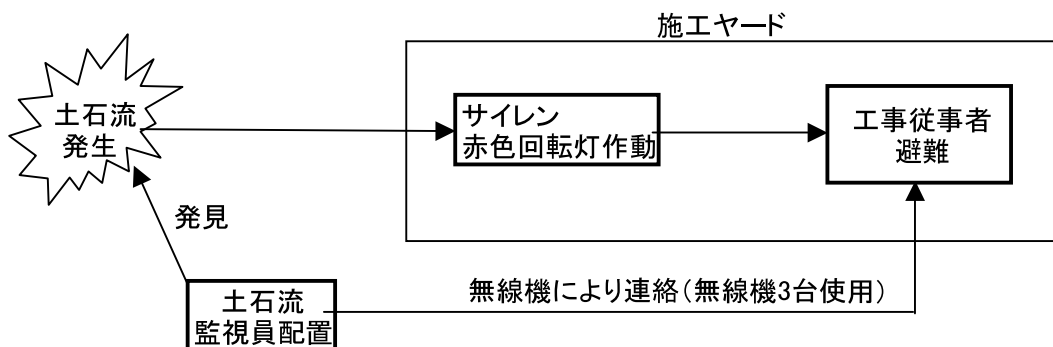 施工ヤード
土石流
発生
サイレン
赤色回転灯作動
工事従事者
避難
発見
無線機により連絡(無線機3台使用)
土石流
監視員配置